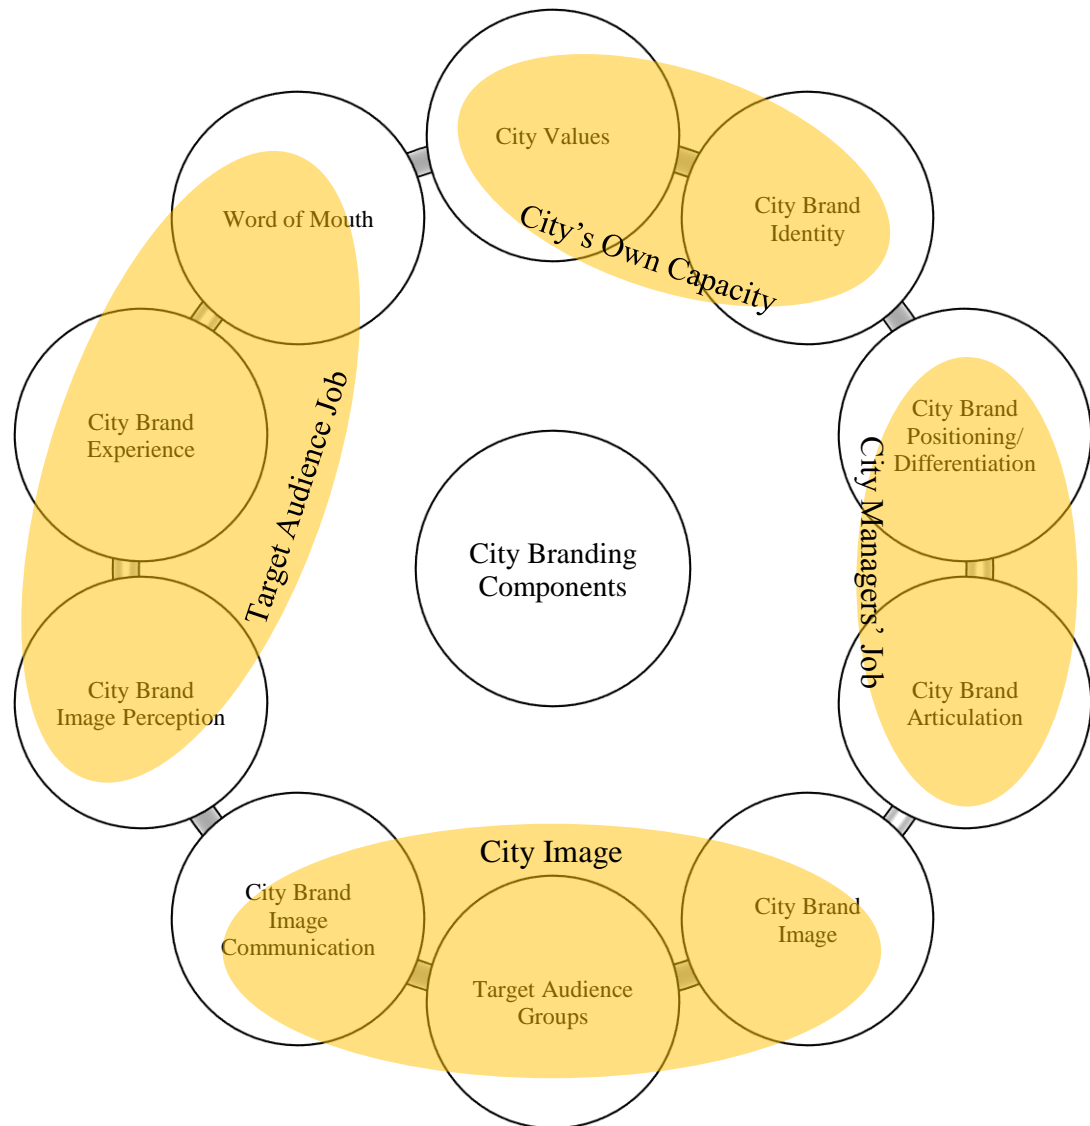 City Values
City Brand
Identity
City's Own Capacity
Word of Mouth
City Brand
Positioning/
Differentiation
City Managers' Job
City Brand
Experience
Target Audience Job
City Branding
Components
City Brand
Articulation
City Brand
Image Perception
City Image
City Brand
Image
City Brand
Image
Communication
Target Audience
Groups